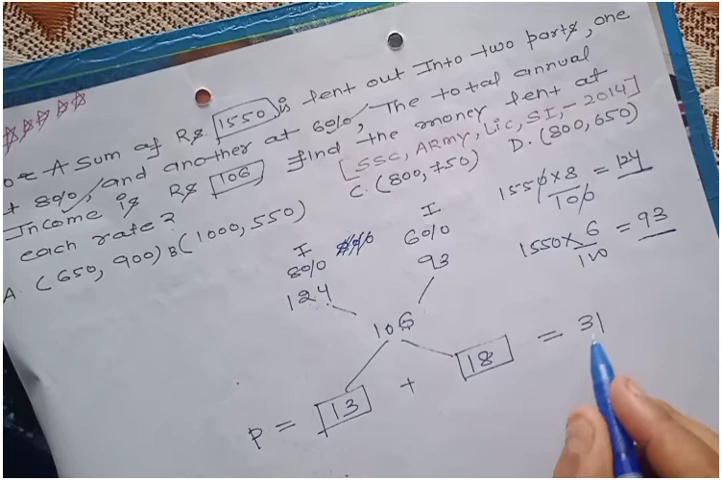 Q:- A Sum of Rs. 1550 is lent out Into two parts, one
at 8%, and another at 6%, The total annual
Income is Rs 106, find the money lent at
each rate? [SSC, ARMY, Lic, SI, - 2014]
A. (650, 900) B (1000, 550) C. (800, 750) D. (800, 650)
1550 x 8 / 100 = 124
1550 x 6 / 100 = 93
I I
8% 6%
124 93
106
P = 13 + 18 = 31